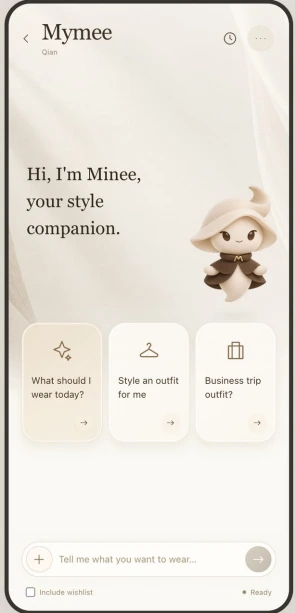 Mymee
Qian
Hi, I'm Minee,
your style
companion.
M
What should I
wear today?
Style an outfit
for me
Business trip
outfit?
Tell me what you want to wear...
Include wishlist
Ready